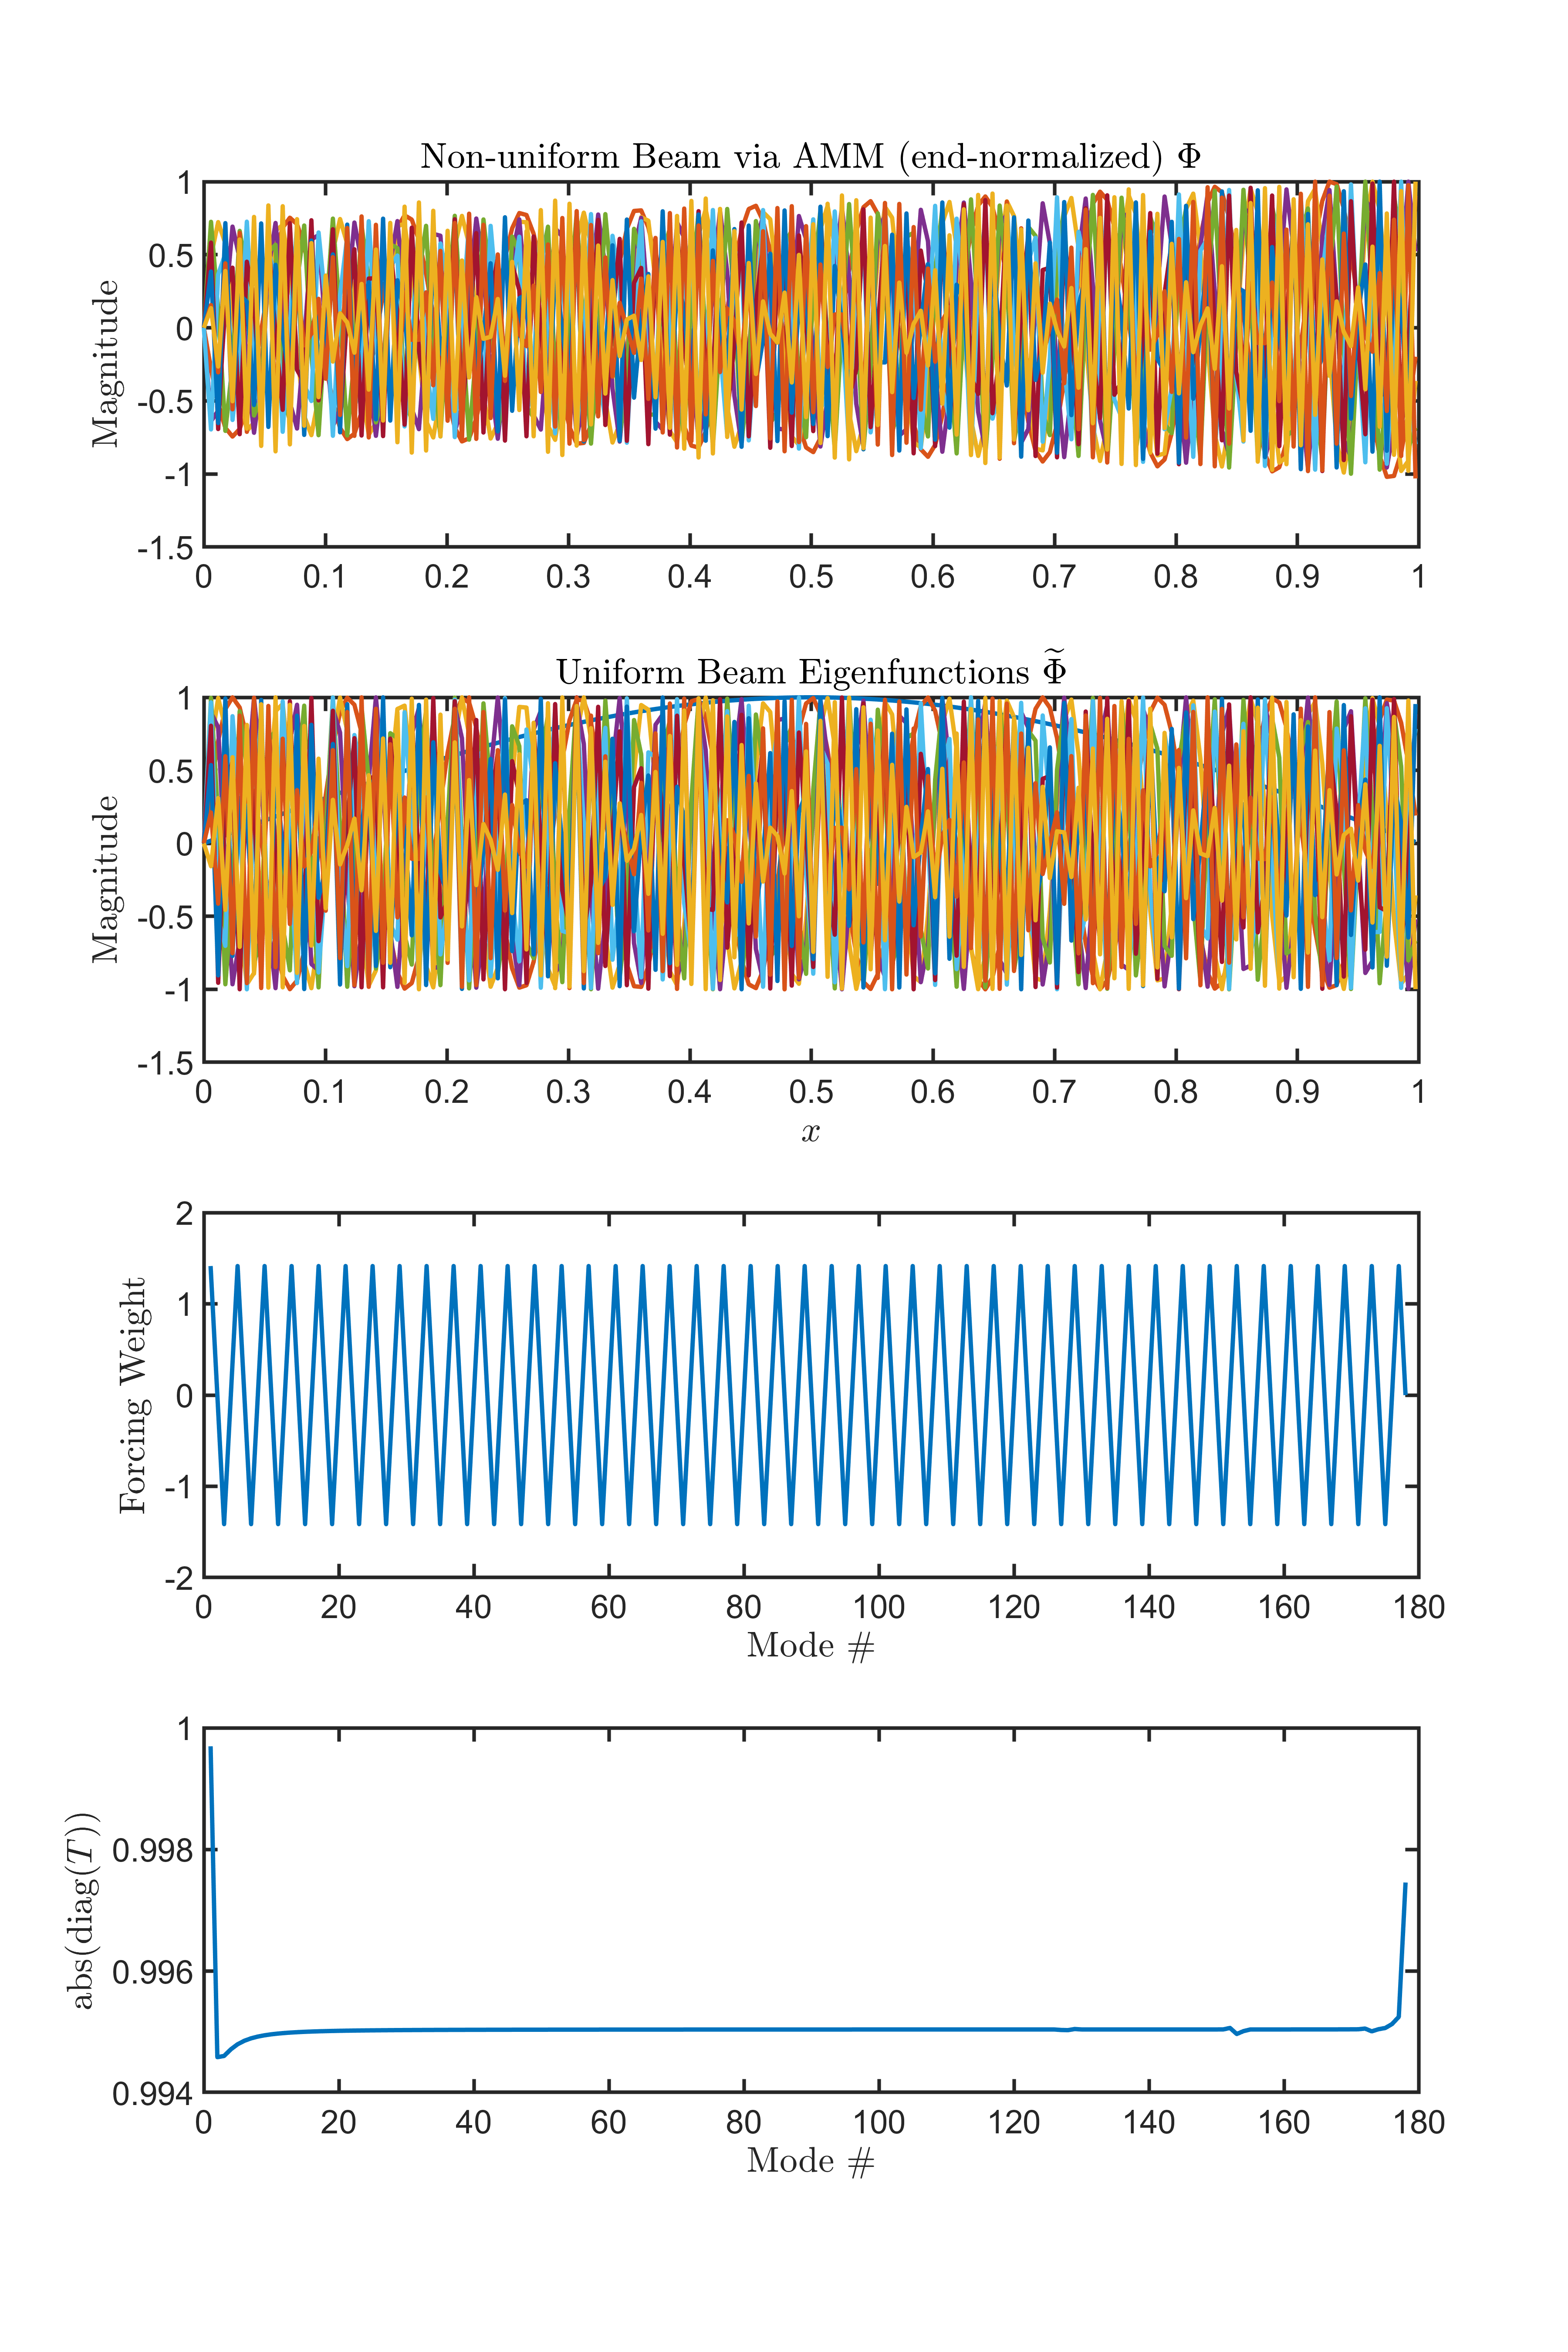 Non-uniform Beam via AMM (end-normalized) Φ
1
0.5
0
-0.5
-1
-1.5
Magnitude
0 0.1 0.2 0.3 0.4 0.5 0.6 0.7 0.8 0.9 1
Uniform Beam Eigenfunctions Φ̃
1
0.5
0
-0.5
-1
-1.5
Magnitude
0 0.1 0.2 0.3 0.4 0.5 0.6 0.7 0.8 0.9 1
x
2
1
0
-1
-2
Forcing Weight
0 20 40 60 80 100 120 140 160 180
Mode #
1
0.998
0.996
0.994
abs(diag(T))
0 20 40 60 80 100 120 140 160 180
Mode #